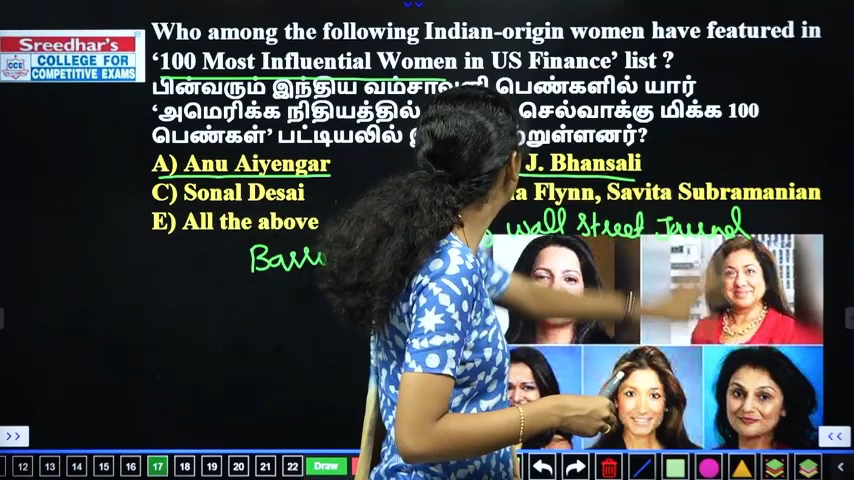 Who among the following Indian-origin women have featured in
‘100 Most Influential Women in US Finance’ list ?
Sreedhar's
CCE
COLLEGE FOR
COMPETITIVE EXAMS
பின்வரும் இந்திய வம்சாவளி பெண்களில் யார்
‘அமெரிக்க நிதியத்தில் செல்வாக்கு மிக்க 100
பெண்கள்’ பட்டியலில்
A) Anu Aiyengar
J. Bhansali
C) Sonal Desai
Flynn, Savita Subramanian
E) All the above
Wall Street Journal
>>
<<
12 13 14 15 16 17 18 19 20 21 22 Draw